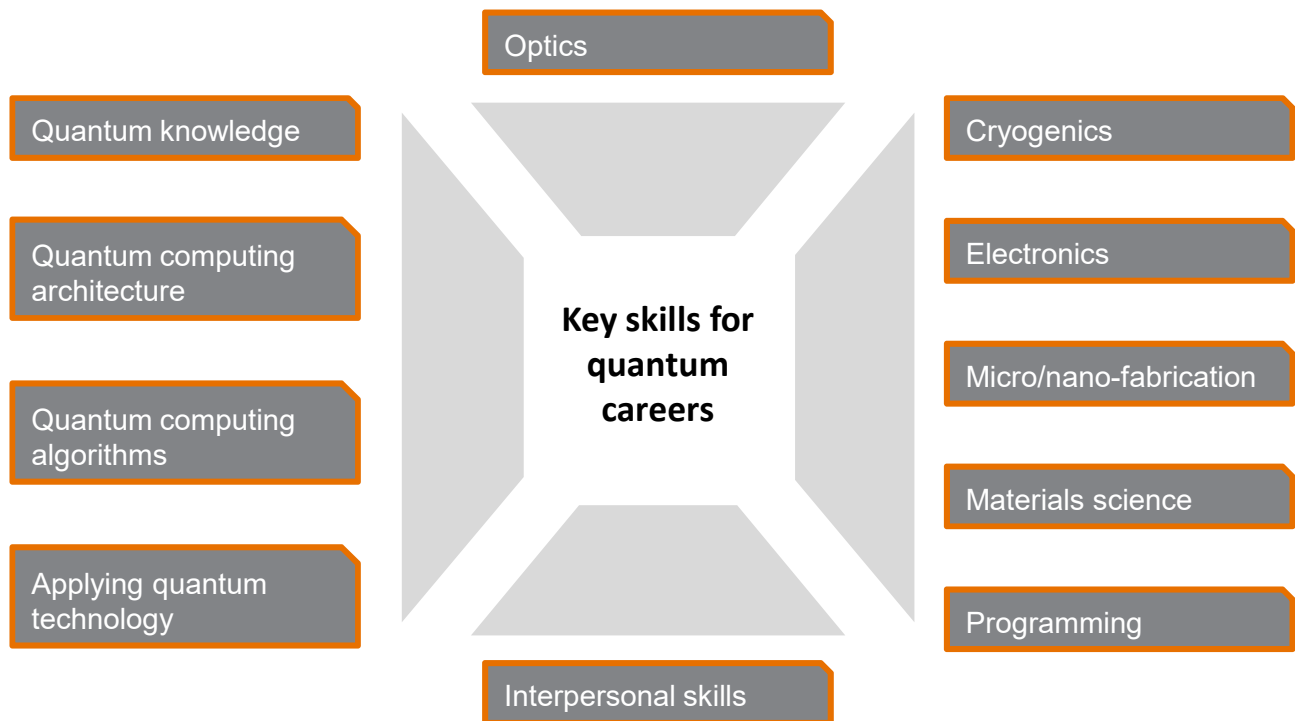 Optics
Quantum knowledge
Quantum computing
architecture
Quantum computing
algorithms
Applying quantum
technology
Key skills for
quantum
careers
Cryogenics
Electronics
Micro/nano-fabrication
Materials science
Programming
Interpersonal skills